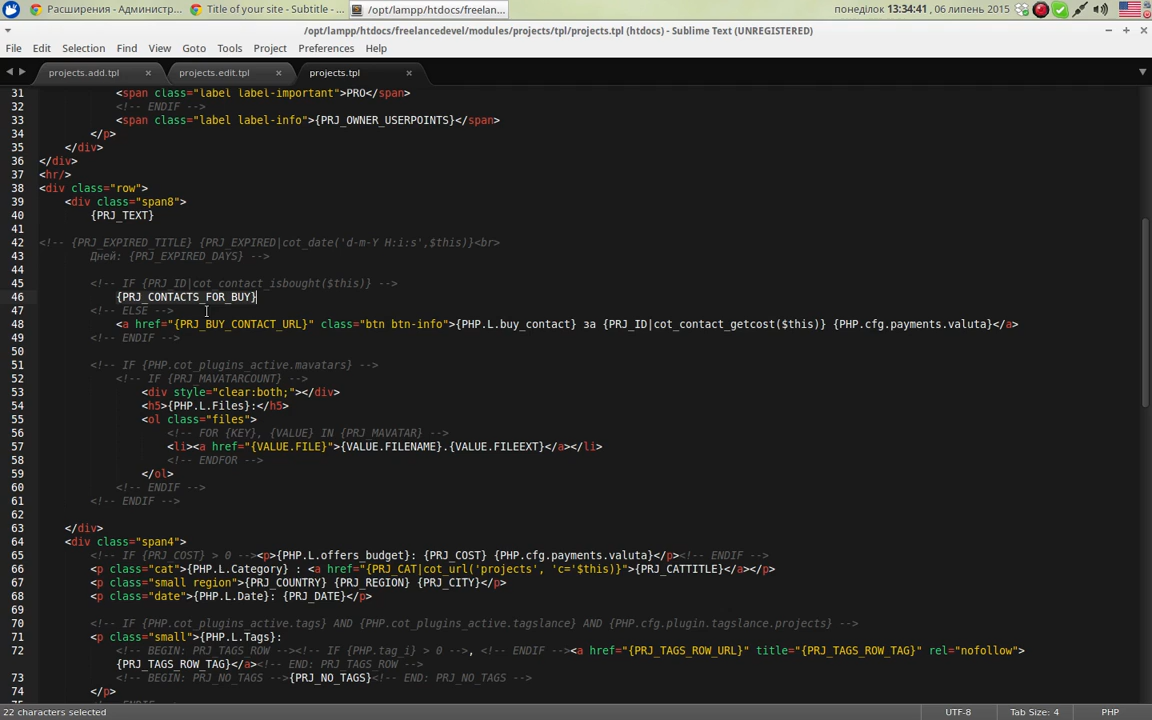 Расширения - Администр...
Title of your site - Subtitle - ...
/opt/lampp/htdocs/freelan...
понеділок 13:34:41 , 06 липень 2015
/opt/lampp/htdocs/freelancedevel/modules/projects/tpl/projects.tpl (htdocs) - Sublime Text (UNREGISTERED)
File Edit Selection Find View Goto Tools Project Preferences Help
projects.add.tpl × projects.edit.tpl × projects.tpl ×
31 <span class="label label-important">PRO</span>
32 <!-- ENDIF -->
33 <span class="label label-info">{PRJ_OWNER_USERPOINTS}</span>
34 </p>
35 </div>
36 </div>
37 <hr/>
38 <div class="row">
39 <div class="span8">
40 {PRJ_TEXT}
41
42 <!-- {PRJ_EXPIRED_TITLE} {PRJ_EXPIRED|cot_date('d-m-Y H:i:s',$this)}<br>
43 Дней: {PRJ_EXPIRED_DAYS} -->
44
45 <!-- IF {PRJ_ID|cot_contact_isbought($this)} -->
46 {PRJ_CONTACTS_FOR_BUY}
47 <!-- ELSE -->
48 <a href="{PRJ_BUY_CONTACT_URL}" class="btn btn-info">{PHP.L.buy_contact} за {PRJ_ID|cot_contact_getcost($this)} {PHP.cfg.payments.valuta}</a>
49 <!-- ENDIF -->
50
51 <!-- IF {PHP.cot_plugins_active.mavatars} -->
52 <!-- IF {PRJ_MAVATARCOUNT} -->
53 <div style="clear:both;"></div>
54 <h5>{PHP.L.Files}:</h5>
55 <ol class="files">
56 <!-- FOR {KEY}, {VALUE} IN {PRJ_MAVATAR} -->
57 <li><a href="{VALUE.FILE}">{VALUE.FILENAME}.{VALUE.FILEEXT}</a></li>
58 <!-- ENDFOR -->
59 </ol>
60 <!-- ENDIF -->
61 <!-- ENDIF -->
62
63 </div>
64 <div class="span4">
65 <!-- IF {PRJ_COST} > 0 --><p>{PHP.L.offers_budget}: {PRJ_COST} {PHP.cfg.payments.valuta}</p><!-- ENDIF -->
66 <p class="cat">{PHP.L.Category} : <a href="{PRJ_CAT|cot_url('projects', 'c='$this)}">{PRJ_CATTITLE}</a></p>
67 <p class="small region">{PRJ_COUNTRY} {PRJ_REGION} {PRJ_CITY}</p>
68 <p class="date">{PHP.L.Date}: {PRJ_DATE}</p>
69
70 <!-- IF {PHP.cot_plugins_active.tags} AND {PHP.cot_plugins_active.tagslance} AND {PHP.cfg.plugin.tagslance.projects} -->
71 <p class="small">{PHP.L.Tags}:
72 <!-- BEGIN: PRJ_TAGS_ROW --><!-- IF {PHP.tag_i} > 0 -->, <!-- ENDIF --><a href="{PRJ_TAGS_ROW_URL}" title="{PRJ_TAGS_ROW_TAG}" rel="nofollow">
{PRJ_TAGS_ROW_TAG}</a><!-- END: PRJ_TAGS_ROW -->
73 <!-- BEGIN: PRJ_NO_TAGS -->{PRJ_NO_TAGS}<!-- END: PRJ_NO_TAGS -->
74 </p>
75 <!-- ENDIF -->
22 characters selected
UTF-8 Tab Size: 4 PHP